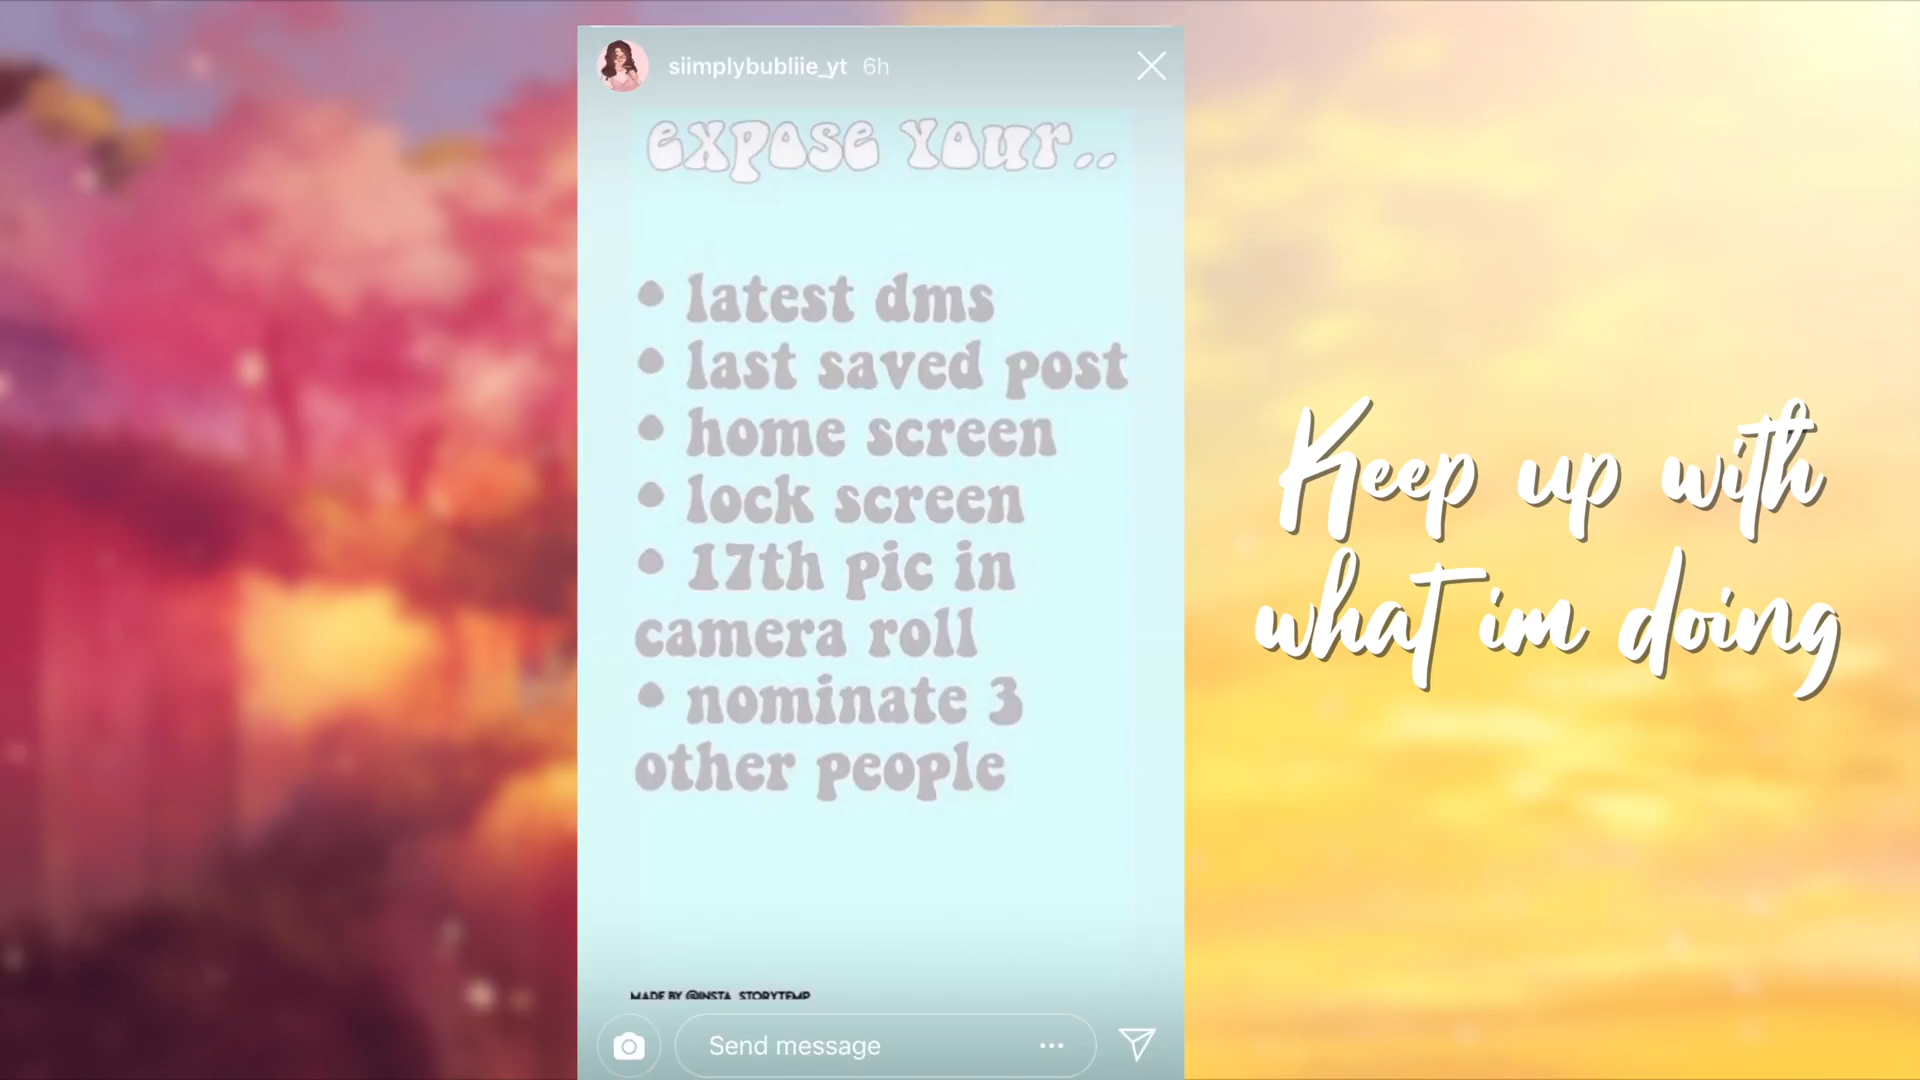 siimplybubliie_yt 6h
expose your..
• latest dms
• last saved post
• home screen
• lock screen
• 17th pic in
camera roll
• nominate 3
other people
MADE BY @INSTA_STORYTEMP
Send message
Keep up with
what im doing